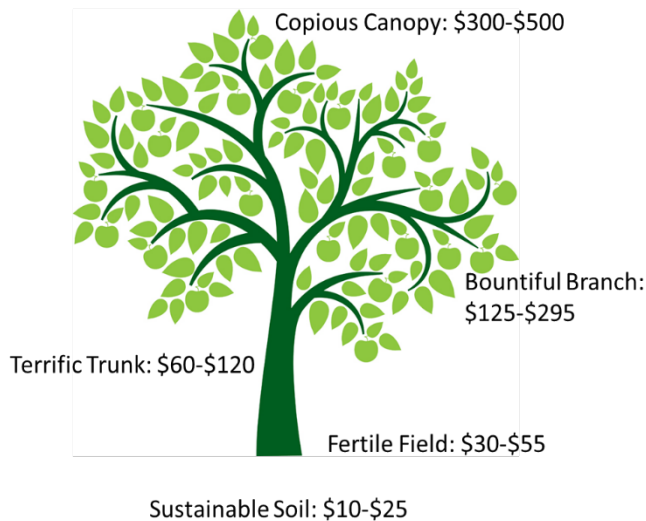 Copious Canopy: $300-$500
Bountiful Branch:
$125-$295
Terrific Trunk: $60-$120
Fertile Field: $30-$55
Sustainable Soil: $10-$25